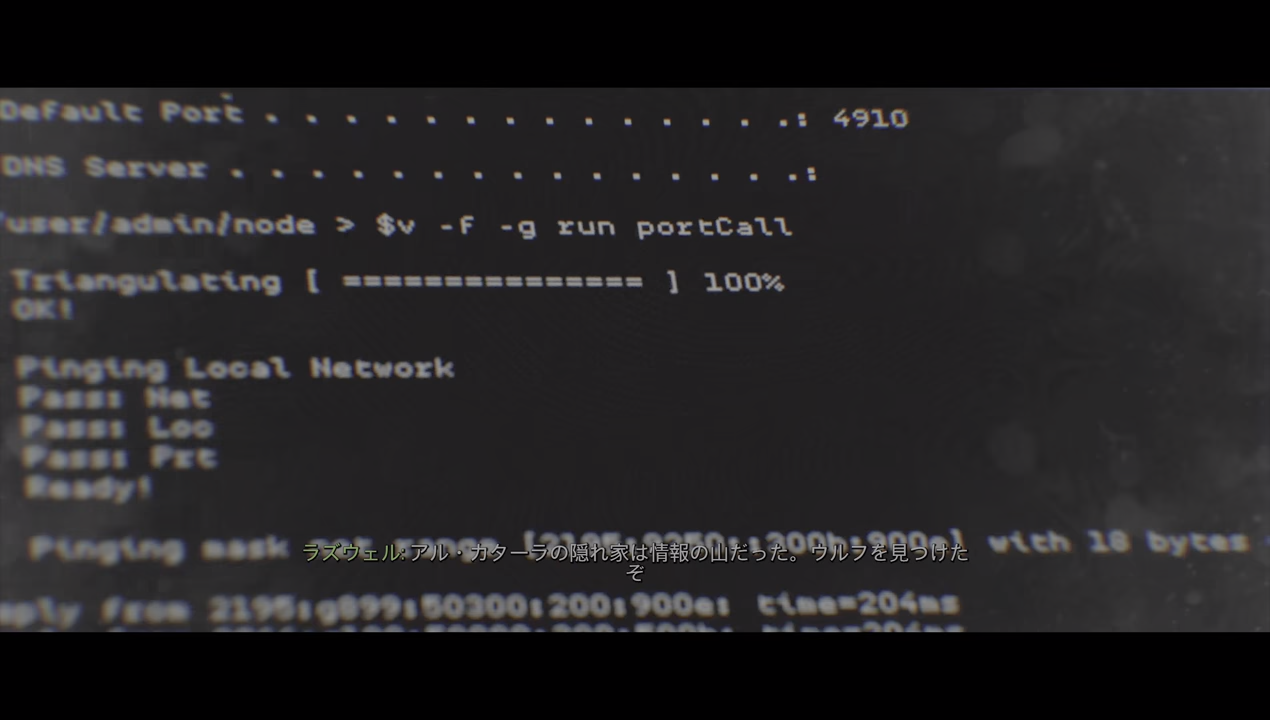 Default Port . . . . . . . . . . . . . .: 4910
DNS Server . . . . . . . . . . . . . . .:
/user/admin/node > $v -f -g run portCall
Triangulating [ =============== ] 100%
OK!
Pinging Local Network
Pass: Net
Pass: Loo
Pass: Prt
Ready!
Pinging mask with 18 bytes
ラズウェル: アル・カターラの隠れ家は情報の山だった。ウルフを見つけた
ぞ
from 2195:g899:50300:200:900e: time=204ms